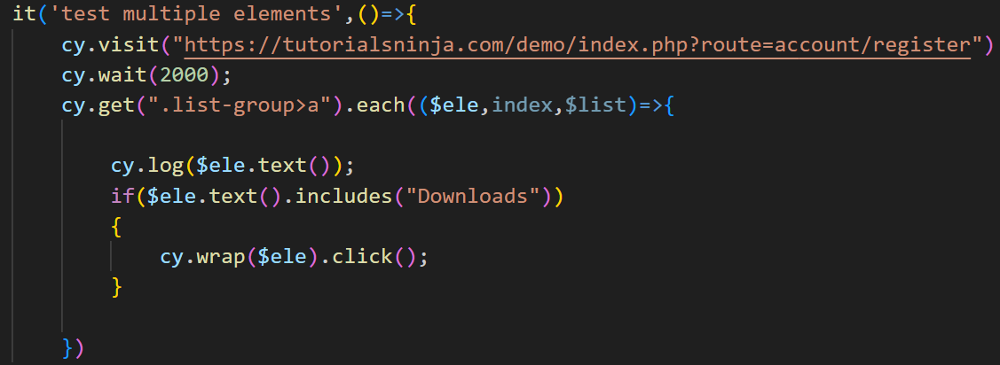 it('test multiple elements',()=>{
cy.visit("https://tutorialsninja.com/demo/index.php?route=account/register")
cy.wait(2000);
cy.get(".list-group>a").each(($ele,index,$list)=>{
cy.log($ele.text());
if($ele.text().includes("Downloads"))
{
cy.wrap($ele).click();
}
})